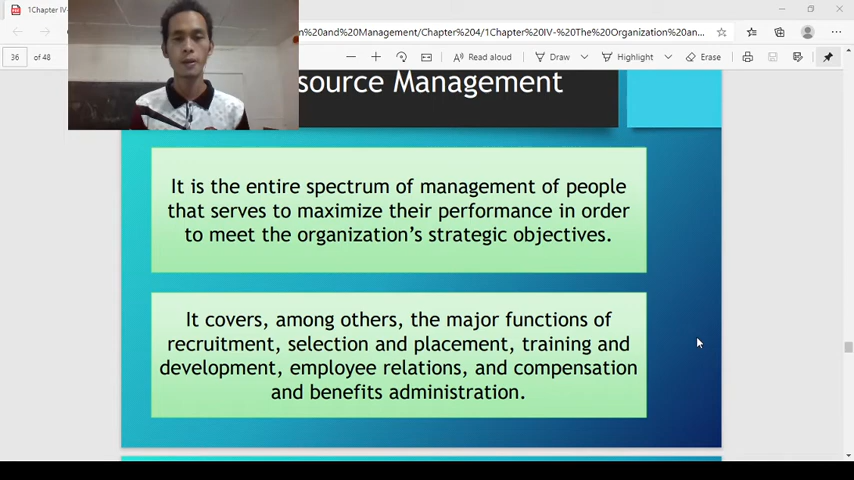 1Chapter IV-
n%20and%20Management/Chapter%204/1Chapter%20IV-%20The%20Organization%20an...
36 of 48
Read aloud
Draw
Highlight
Erase
source Management
It is the entire spectrum of management of people
that serves to maximize their performance in order
to meet the organization's strategic objectives.
It covers, among others, the major functions of
recruitment, selection and placement, training and
development, employee relations, and compensation
and benefits administration.